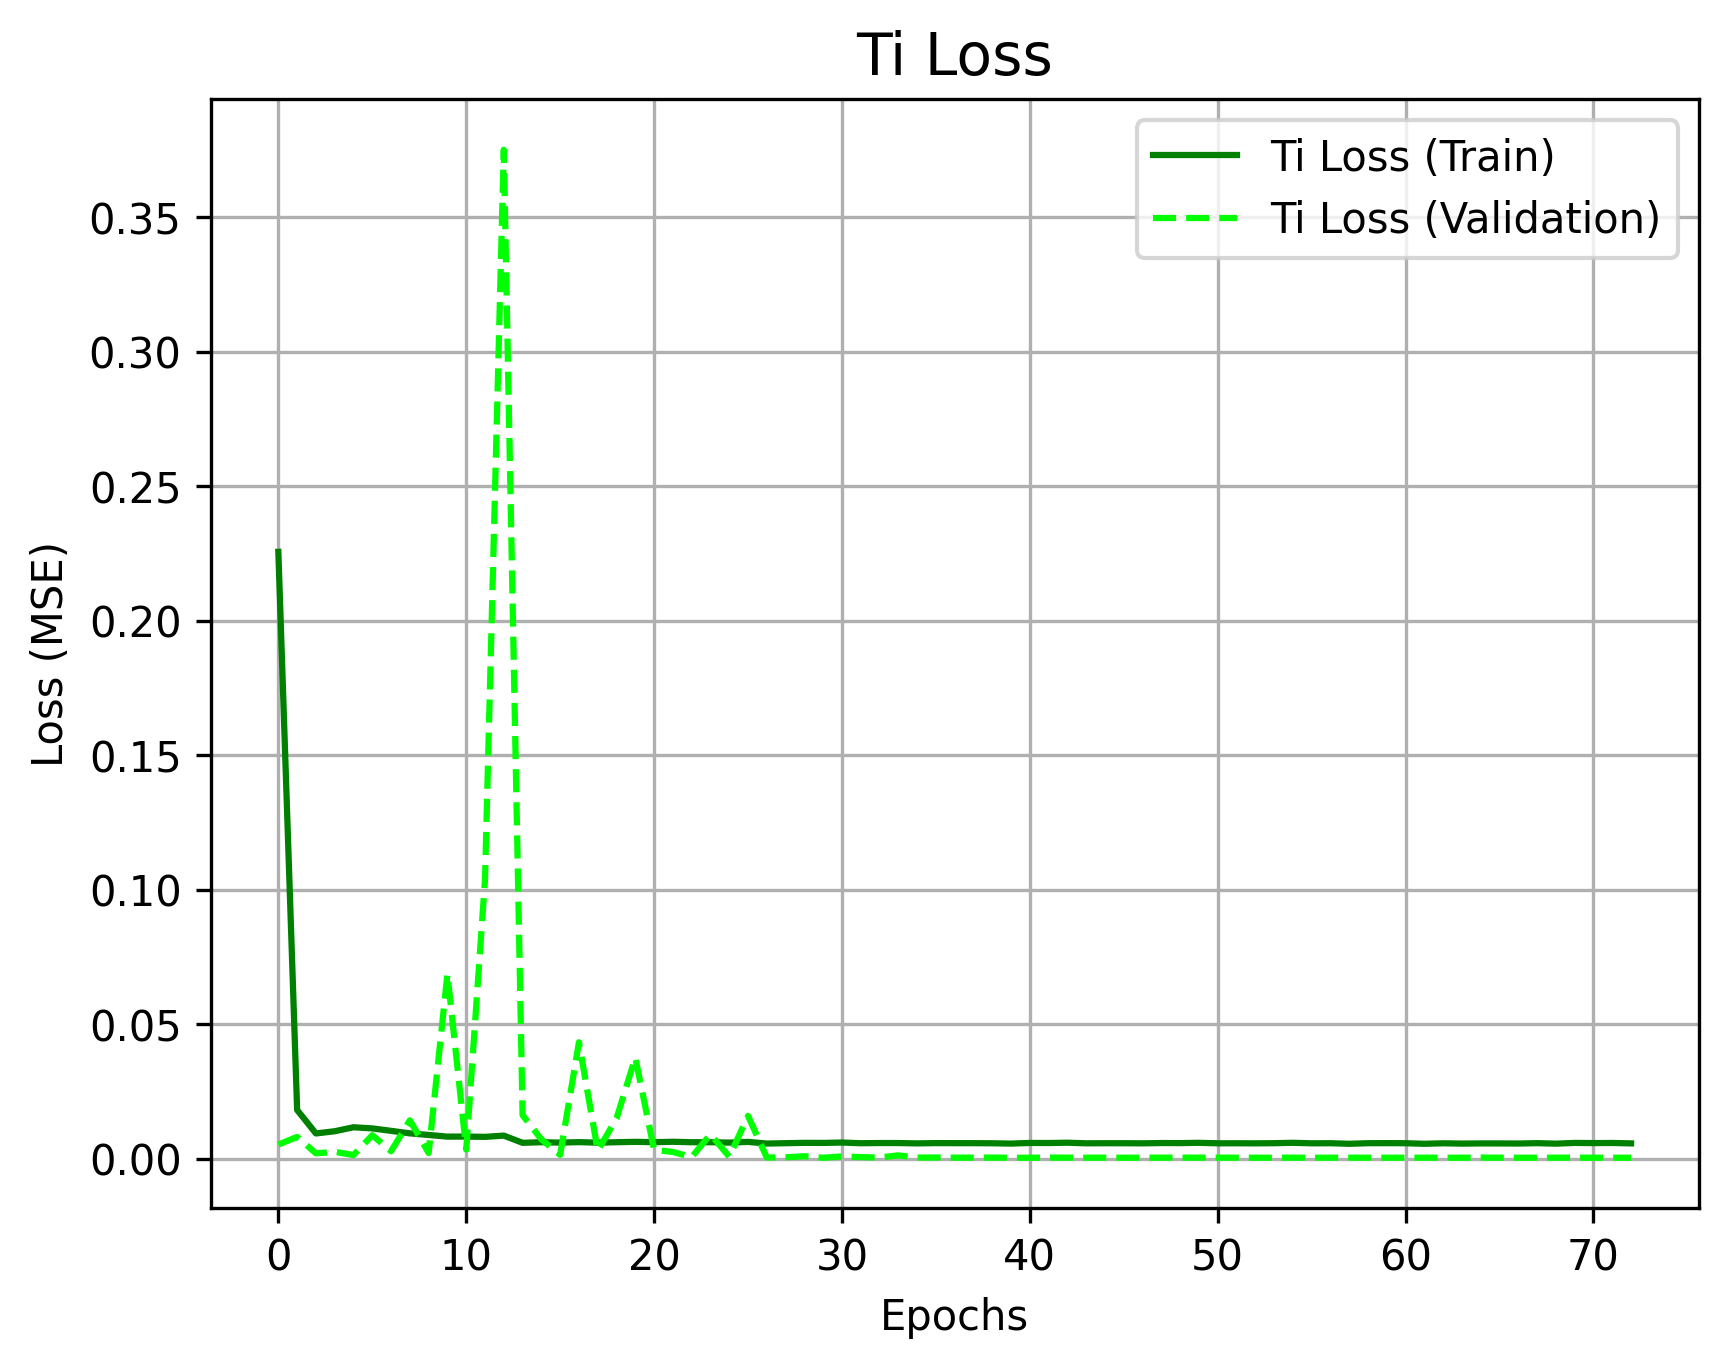 Ti Loss
Ti Loss (Train)
Ti Loss (Validation)
0.35
0.30
0.25
0.20
0.15
0.10
0.05
0.00
Loss (MSE)
0 10 20 30 40 50 60 70
Epochs